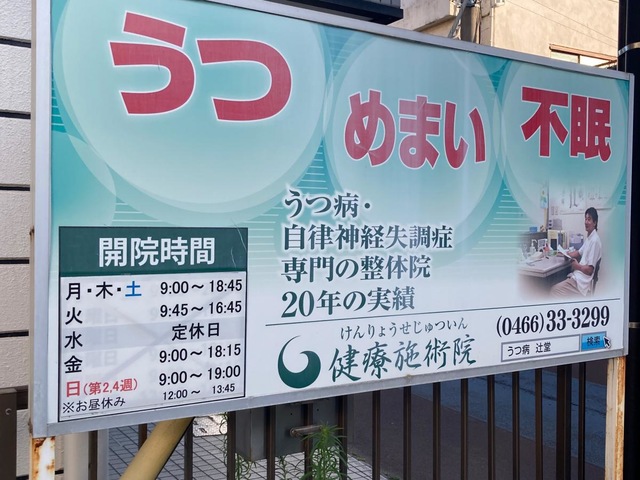 うつ
めまい
不眠
うつ病・
自律神経失調症
専門の整体院
20年の実績
開院時間
月・木・土 9:00～18:45
火 9:45～16:45
水 定休日
金 9:00～18:15
日(第2,4週) 9:00～19:00
※お昼休み 12:00～13:45
けんりょうせじゅついん
健療施術院
(0466)33-3299
うつ病 辻堂 検索